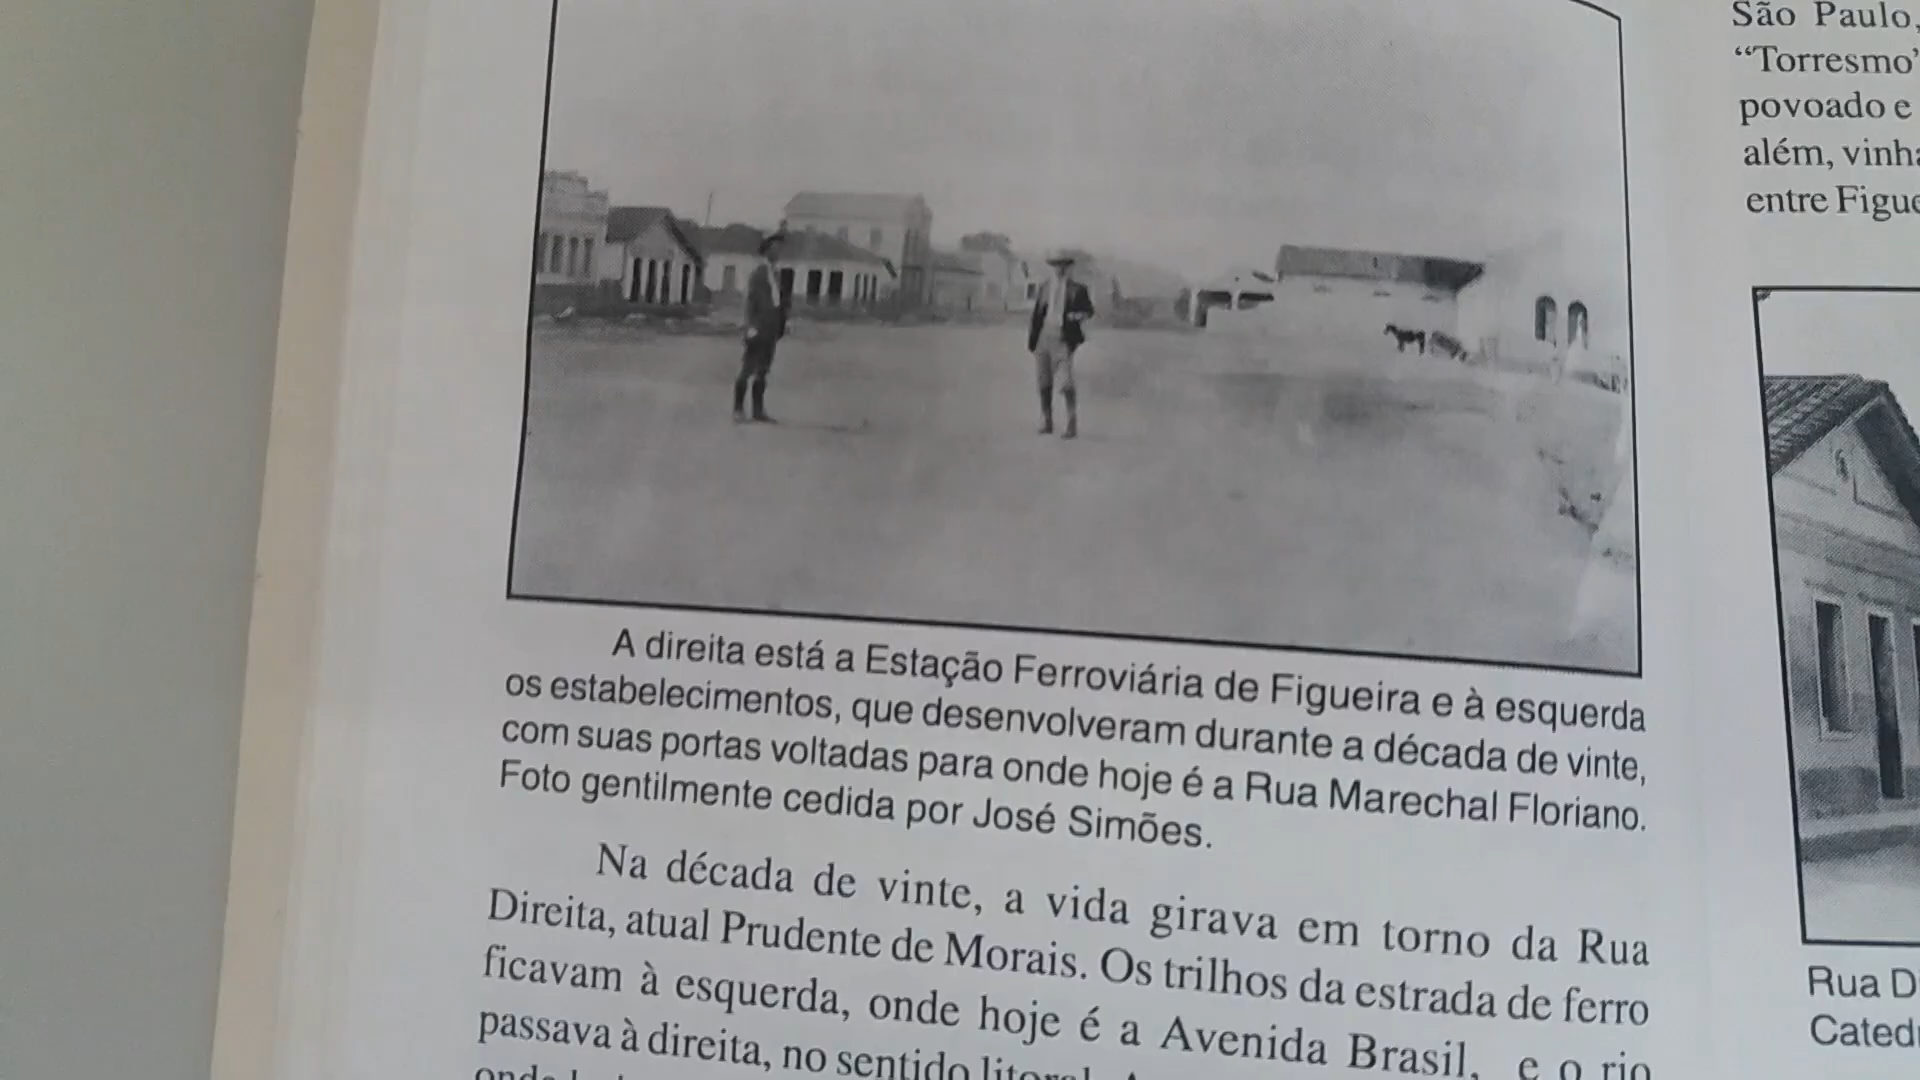 A direita está a Estação Ferroviária de Figueira e à esquerda
os estabelecimentos, que desenvolveram durante a década de vinte,
com suas portas voltadas para onde hoje é a Rua Marechal Floriano.
Foto gentilmente cedida por José Simões.
Na década de vinte, a vida girava em torno da Rua
Direita, atual Prudente de Morais. Os trilhos da estrada de ferro
ficavam à esquerda, onde hoje é a Avenida Brasil, e o rio
passava à direita, no sentido
São Paulo,
“Torresmo”
povoado e
além,
entre
Rua